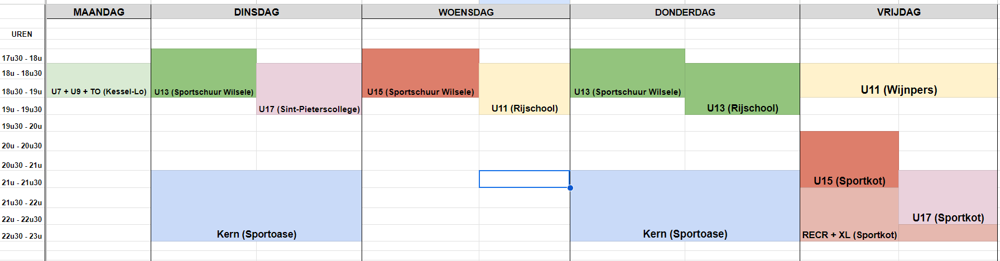 MAANDAG DINSDAG WOENSDAG DONDERDAG VRIJDAG
UREN
17u30 - 18u
18u - 18u30
18u30 - 19u U7 + U9 + TO (Kessel-Lo) U13 (Sportschuur Wilsele) U15 (Sportschuur Wilsele) U13 (Sportschuur Wilsele) U11 (Wijnpers)
19u - 19u30 U17 (Sint-Pieterscollege) U11 (Rijschool) U13 (Rijschool)
19u30 - 20u
20u - 20u30
20u30 - 21u
21u - 21u30 U15 (Sportkot)
21u30 - 22u
22u - 22u30 U17 (Sportkot)
22u30 - 23u Kern (Sportoase) Kern (Sportoase) RECR + XL (Sportkot)